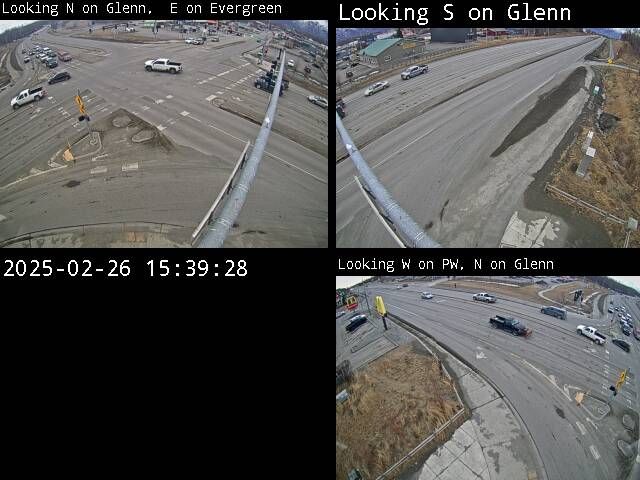 Looking N on Glenn,  E on Evergreen
Looking S on Glenn
2025-02-26 15:39:28
Looking W on PW, N on Glenn